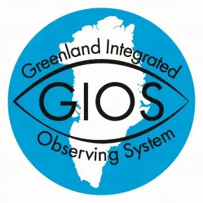 Greenland Integrated
GIOS
Observing System